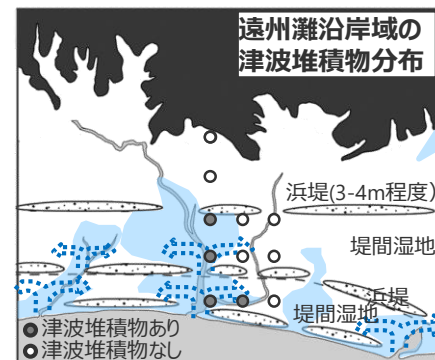 遠州灘沿岸域の
津波堆積物分布
浜堤(3-4m程度)
堤間湿地
浜堤
堤間湿地
津波堆積物あり
津波堆積物なし